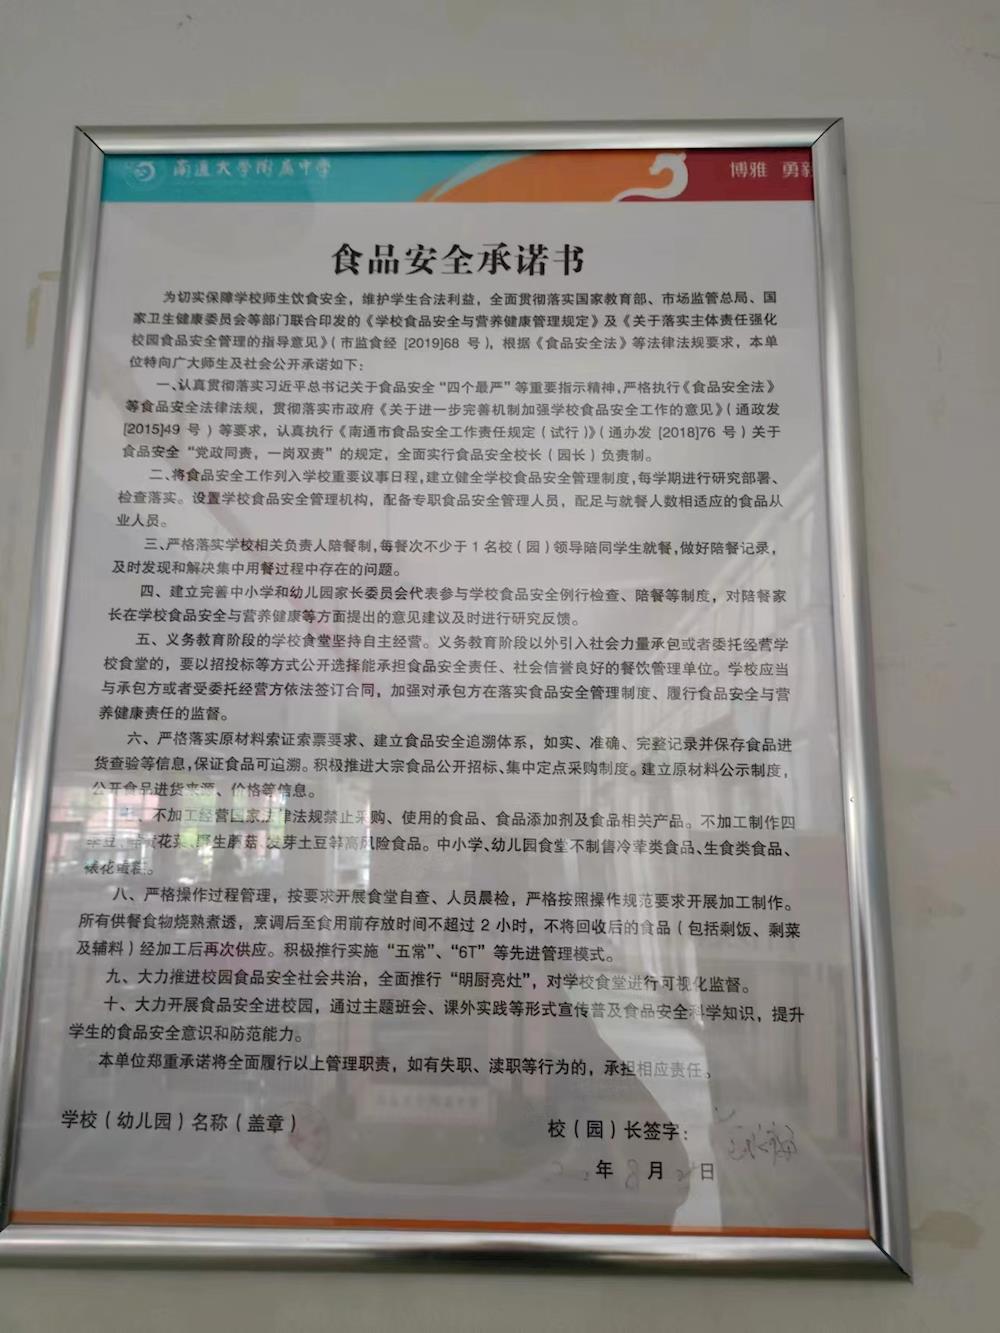 南通大学附属中学
博雅 勇
食品安全承诺书
为切实保障学校师生饮食安全，维护学生合法利益，全面贯彻落实国家教育部、市场监管总局、国
家卫生健康委员会等部门联合印发的《学校食品安全与营养健康管理规定》及《关于落实主体责任强化
校园食品安全管理的指导意见》（市监食经 [2019]68 号），根据《食品安全法》等法律法规要求，本单
位特向广大师生及社会公开承诺如下：
一、认真贯彻落实习近平总书记关于食品安全“四个最严”等重要指示精神，严格执行《食品安全法》
等食品安全法律法规，贯彻落实市政府《关于进一步完善机制加强学校食品安全工作的意见》（通政发
[2015]49 号）等要求，认真执行《南通市食品安全工作责任规定（试行）》（通办发 [2018]76 号）关于
食品安全“党政同责，一岗双责”的规定，全面实行食品安全校长（园长）负责制。
二、将食品安全工作列入学校重要议事日程，建立健全学校食品安全管理制度，每学期进行研究部署、
检查落实。设置学校食品安全管理机构，配备专职食品安全管理人员，配足与就餐人数相适应的食品从
业人员。
三、严格落实学校相关负责人陪餐制，每餐次不少于 1 名校（园）领导陪同学生就餐，做好陪餐记录，
及时发现和解决集中用餐过程中存在的问题。
四、建立完善中小学和幼儿园家长委员会代表参与学校食品安全例行检查、陪餐等制度，对陪餐家
长在学校食品安全与营养健康等方面提出的意见建议及时进行研究反馈。
五、义务教育阶段的学校食堂坚持自主经营。义务教育阶段以外引入社会力量承包或者委托经营学
校食堂的，要以招投标等方式公开选择能承担食品安全责任、社会信誉良好的餐饮管理单位。学校应当
与承包方或者受委托经营方依法签订合同，加强对承包方在落实食品安全管理制度、履行食品安全与营
养健康责任的监督。
六、严格落实原材料索证索票要求、建立食品安全追溯体系，如实、准确、完整记录并保存食品进
货查验等信息，保证食品可追溯。积极推进大宗食品公开招标、集中定点采购制度。建立原材料公示制度，
公开食品进货来源、价格等信息。
、不加工经营国家法律法规禁止采购、使用的食品、食品添加剂及食品相关产品。不加工制作四
季豆、鲜黄花菜、野生蘑菇、发芽土豆等高风险食品。中小学、幼儿园食堂不制售冷荤类食品、生食类食品、
裱花蛋糕。
八、严格操作过程管理，按要求开展食堂自查、人员晨检，严格按照操作规范要求开展加工制作。
所有供餐食物烧熟煮透，烹调后至食用前存放时间不超过 2 小时，不将回收后的食品（包括剩饭、剩菜
及辅料）经加工后再次供应。积极推行实施“五常”、“6T”等先进管理模式。
九、大力推进校园食品安全社会共治，全面推行“明厨亮灶”，对学校食堂进行可视化监督。
十、大力开展食品安全进校园，通过主题班会、课外实践等形式宣传普及食品安全科学知识，提升
学生的食品安全意识和防范能力。
本单位郑重承诺将全面履行以上管理职责，如有失职、渎职等行为的，承担相应责任。
学校（幼儿园）名称（盖章）
校（园）长签字：
年 8 月 日